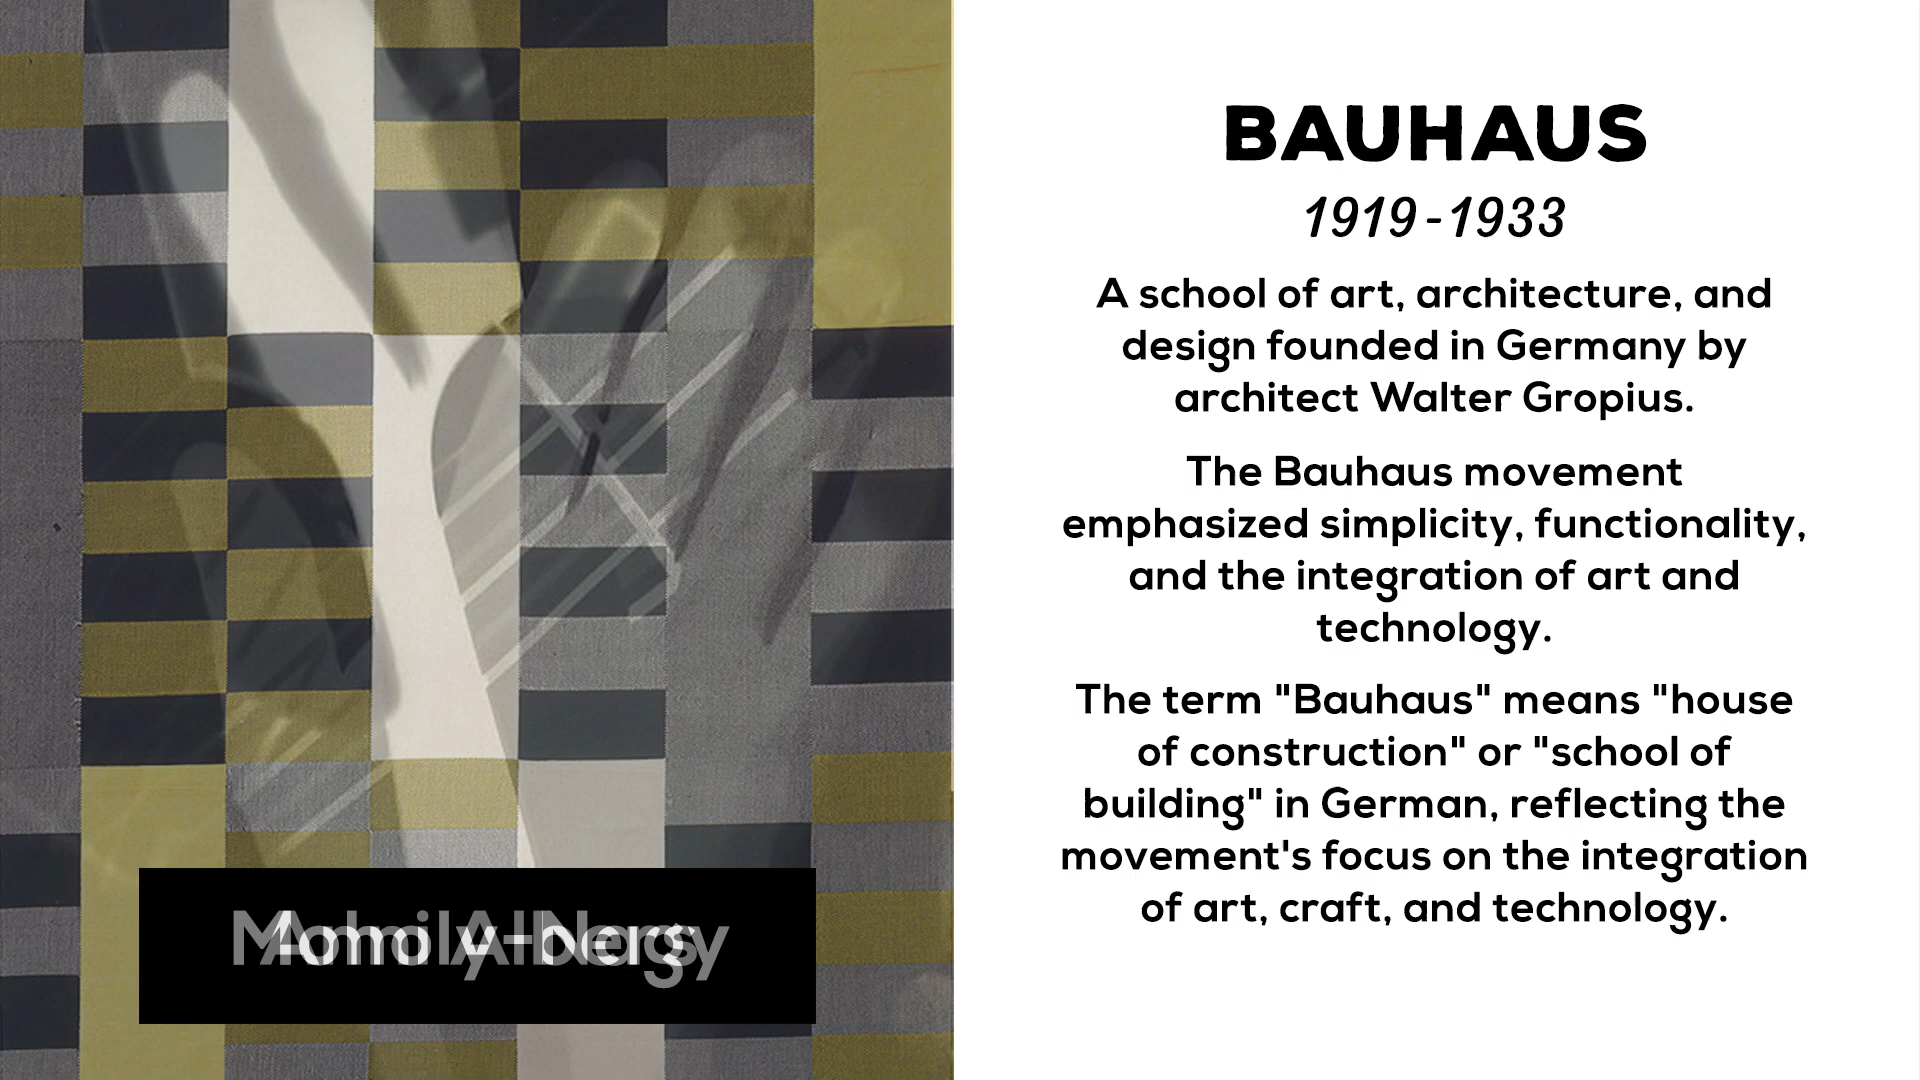 BAUHAUS
1919-1933
A school of art, architecture, and
design founded in Germany by
architect Walter Gropius.
The Bauhaus movement
emphasized simplicity, functionality,
and the integration of art and
technology.
The term "Bauhaus" means "house
of construction" or "school of
building" in German, reflecting the
movement's focus on the integration
of art, craft, and technology.